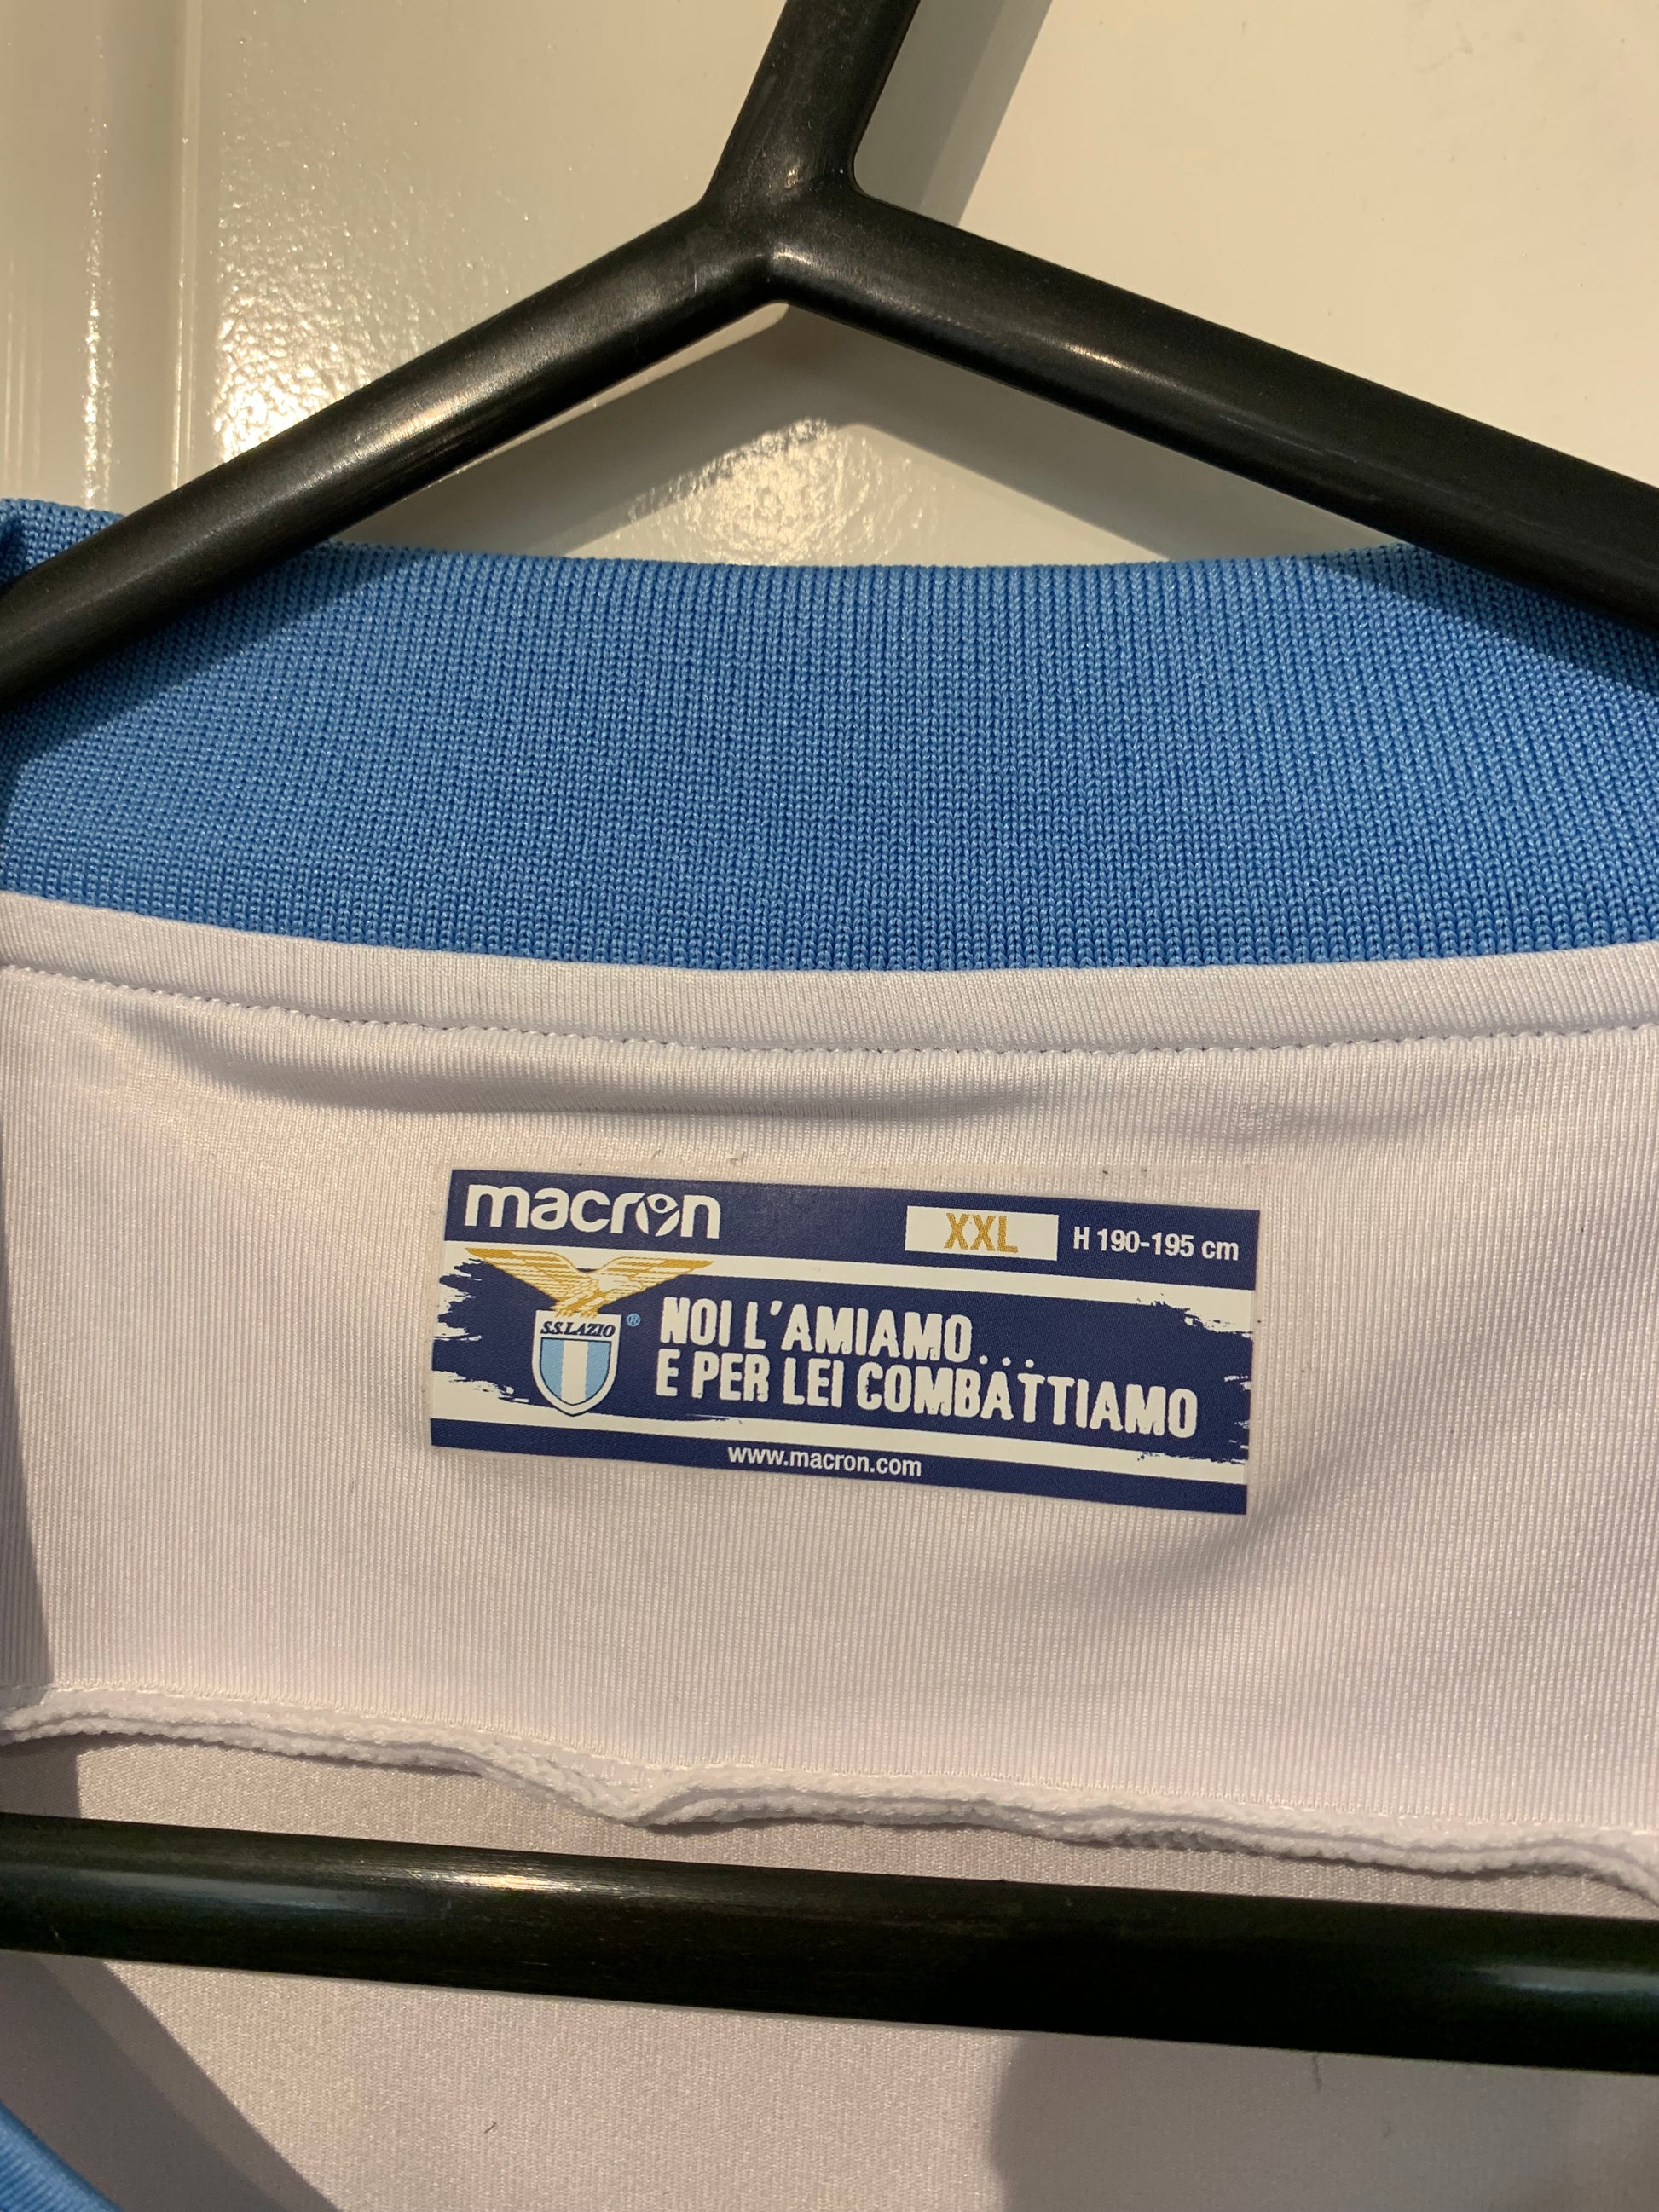 macron XXL H 190-195 cm
S.S.LAZIO ®
NOI L'AMIAMO...
E PER LEI COMBATTIAMO
www.macron.com